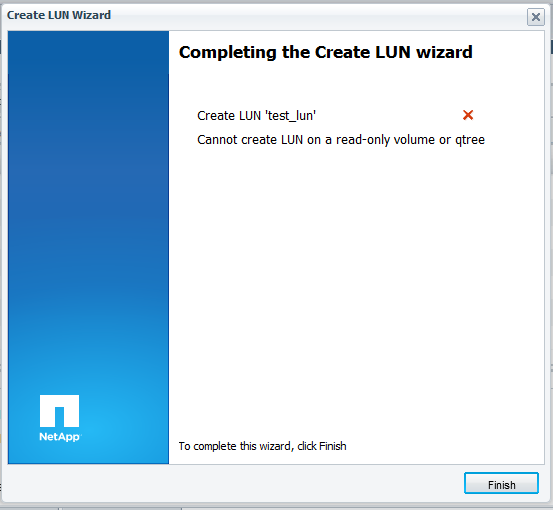 Create LUN Wizard
Completing the Create LUN wizard
Create LUN 'test_lun'
Cannot create LUN on a read-only volume or qtree
NetApp
To complete this wizard, click Finish
Finish